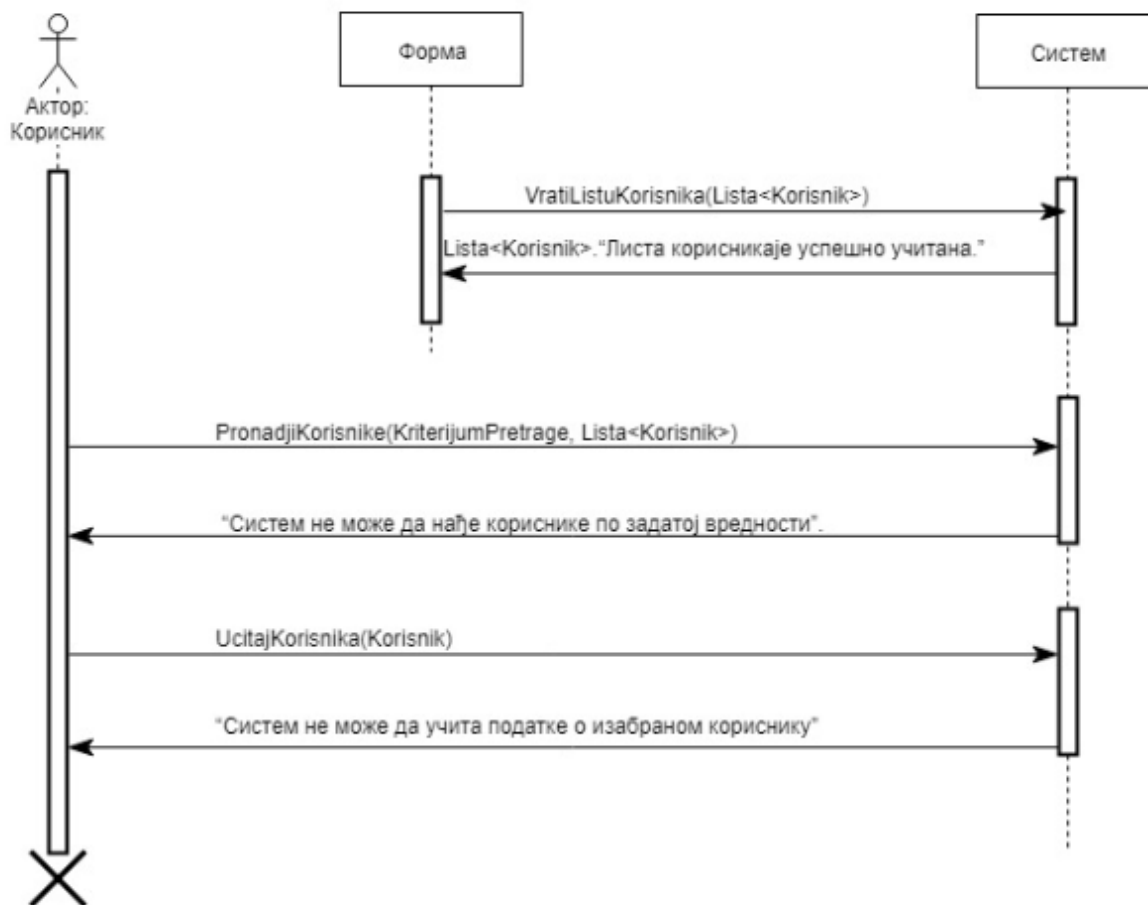 Форма
Систем
Актор:
Корисник
VratiListuKorisnika(Lista<Korisnik>)
Lista<Korisnik>.“Листа корисникаје успешно учитана.”
PronadjiKorisnike(KriterijumPretrage, Lista<Korisnik>)
“Систем не може да нађе кориснике по задатој вредности”.
UcitajKorisnika(Korisnik)
“Систем не може да учита податке о изабраном кориснику”